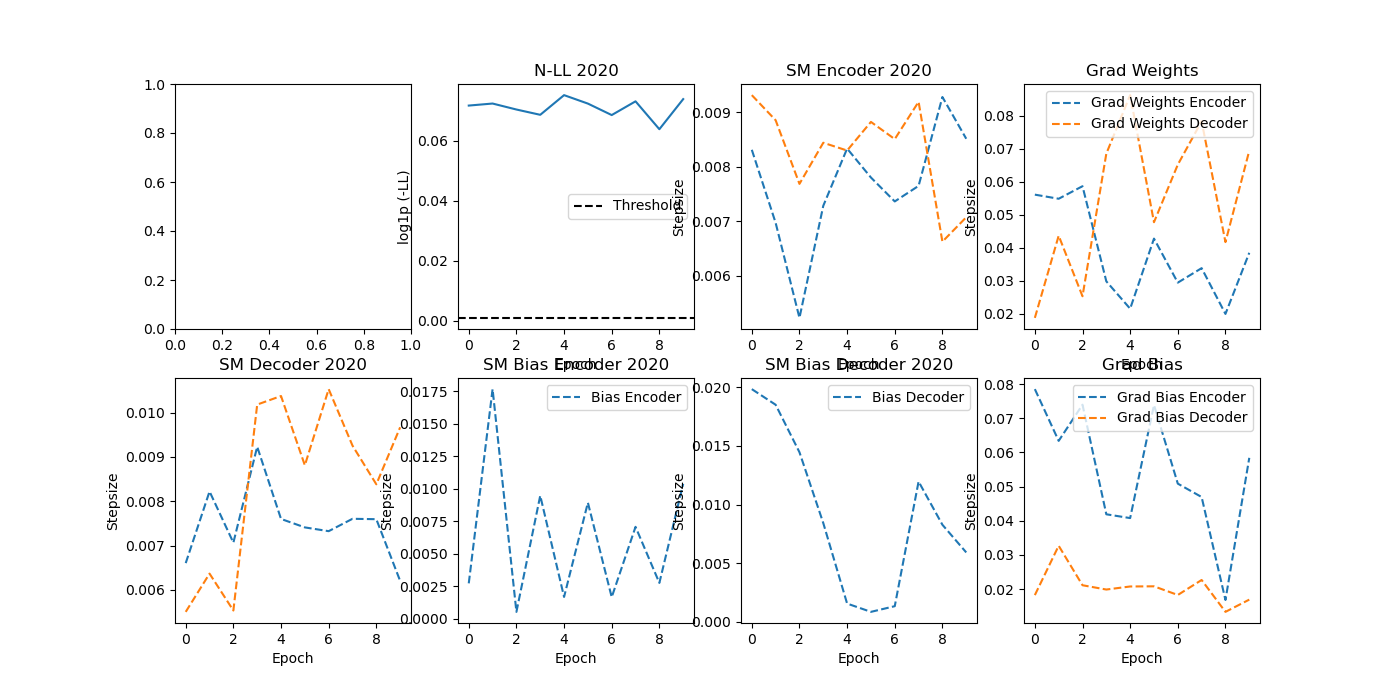 N-LL 2020
SM Encoder 2020
Grad Weights
1.0
0.8
0.6
0.4
0.2
0.0
0.0 0.2 0.4 0.6 0.8 1.0
log1p (-LL)
0.06
0.04
0.02
0.00
Threshold
0 2 4 6 8
Epoch
Stepsize
0.009
0.008
0.007
0.006
0 2 4 6 8
Epoch
Stepsize
0.08
0.07
0.06
0.05
0.04
0.03
0.02
Grad Weights Encoder
Grad Weights Decoder
0 2 4 6 8
Epoch
SM Decoder 2020
SM Bias Encoder 2020
SM Bias Decoder 2020
Grad Bias
Stepsize
0.010
0.009
0.008
0.007
0.006
0 2 4 6 8
Epoch
Stepsize
0.0175
0.0150
0.0125
0.0100
0.0075
0.0050
0.0025
0.0000
Bias Encoder
0 2 4 6 8
Epoch
Stepsize
0.020
0.015
0.010
0.005
0.000
Bias Decoder
0 2 4 6 8
Epoch
Stepsize
0.08
0.07
0.06
0.05
0.04
0.03
0.02
Grad Bias Encoder
Grad Bias Decoder
0 2 4 6 8
Epoch